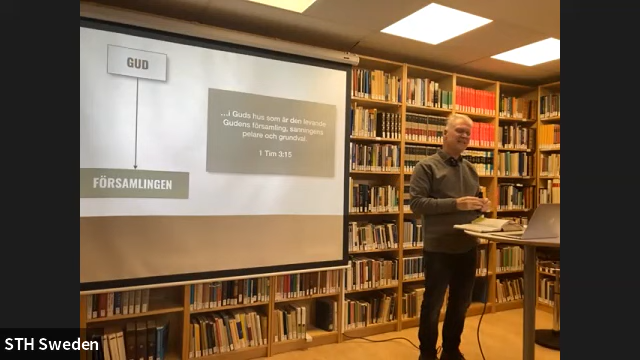 GUD
...i Guds hus som är den levande
Gudens församling, sanningens
pelare och grundval.
1 Tim 3:15
FÖRSAMLINGEN
STH Sweden